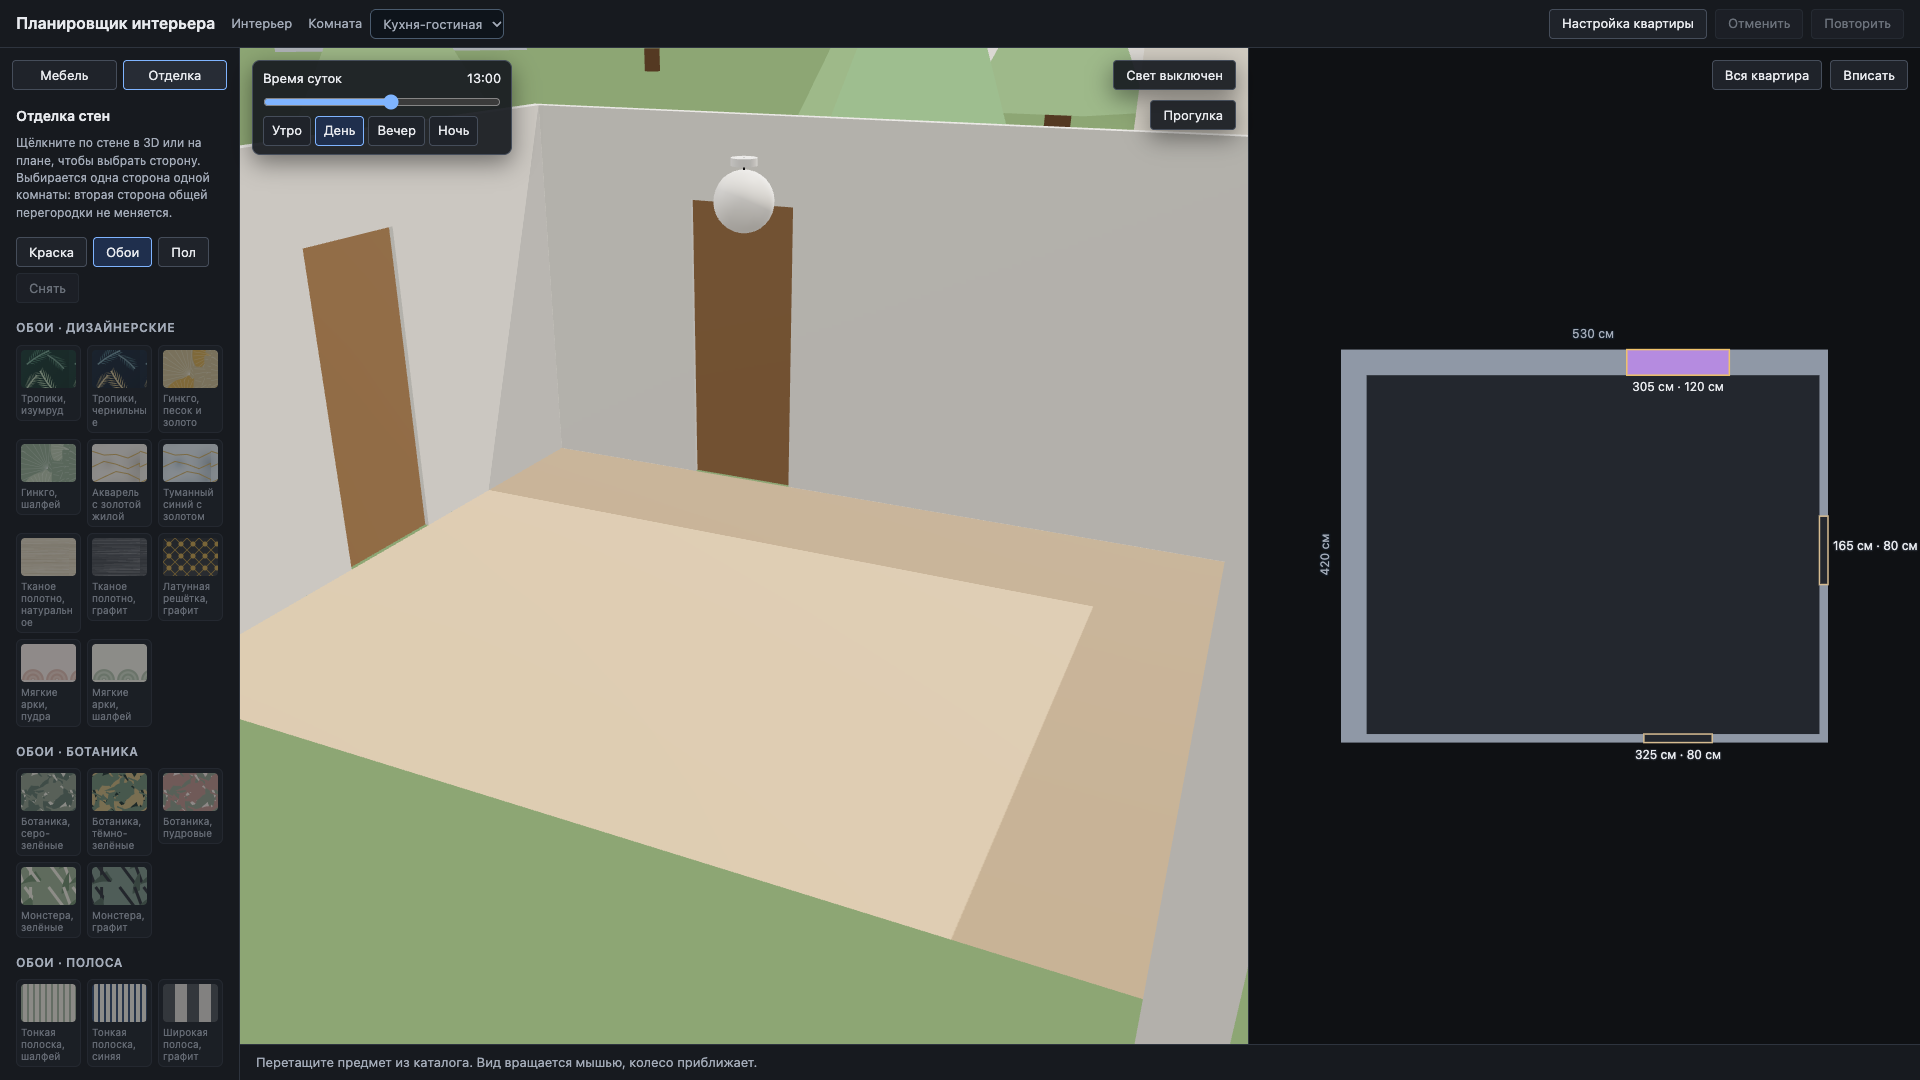 Планировщик интерьера
Интерьер
Комната
Кухня-гостиная
Настройка квартиры
Отменить
Повторить
Мебель
Отделка
Отделка стен
Щёлкните по стене в 3D или на
плане, чтобы выбрать сторону.
Выбирается одна сторона одной
комнаты: вторая сторона общей
перегородки не меняется.
Краска
Обои
Пол
Снять
ОБОИ · ДИЗАЙНЕРСКИЕ
Тропики,
изумруд
Тропики,
чернильны
е
Гинкго,
песок и
золото
Гинкго,
шалфей
Акварель
с золотой
жилой
Туманный
синий с
золотом
Тканое
полотно,
натуральн
ое
Тканое
полотно,
графит
Латунная
решётка,
графит
Мягкие
арки,
пудра
Мягкие
арки,
шалфей
ОБОИ · БОТАНИКА
Ботаника,
серо-
зелёные
Ботаника,
тёмно-
зелёные
Ботаника,
пудровые
Монстера,
зелёные
Монстера,
графит
ОБОИ · ПОЛОСА
Тонкая
полоска,
шалфей
Тонкая
полоска,
синяя
Широкая
полоса,
графит
Время суток
13:00
Утро
День
Вечер
Ночь
Свет выключен
Прогулка
Вся квартира
Вписать
530 см
305 см · 120 см
420 см
165 см · 80 см
325 см · 80 см
Перетащите предмет из каталога. Вид вращается мышью, колесо приближает.